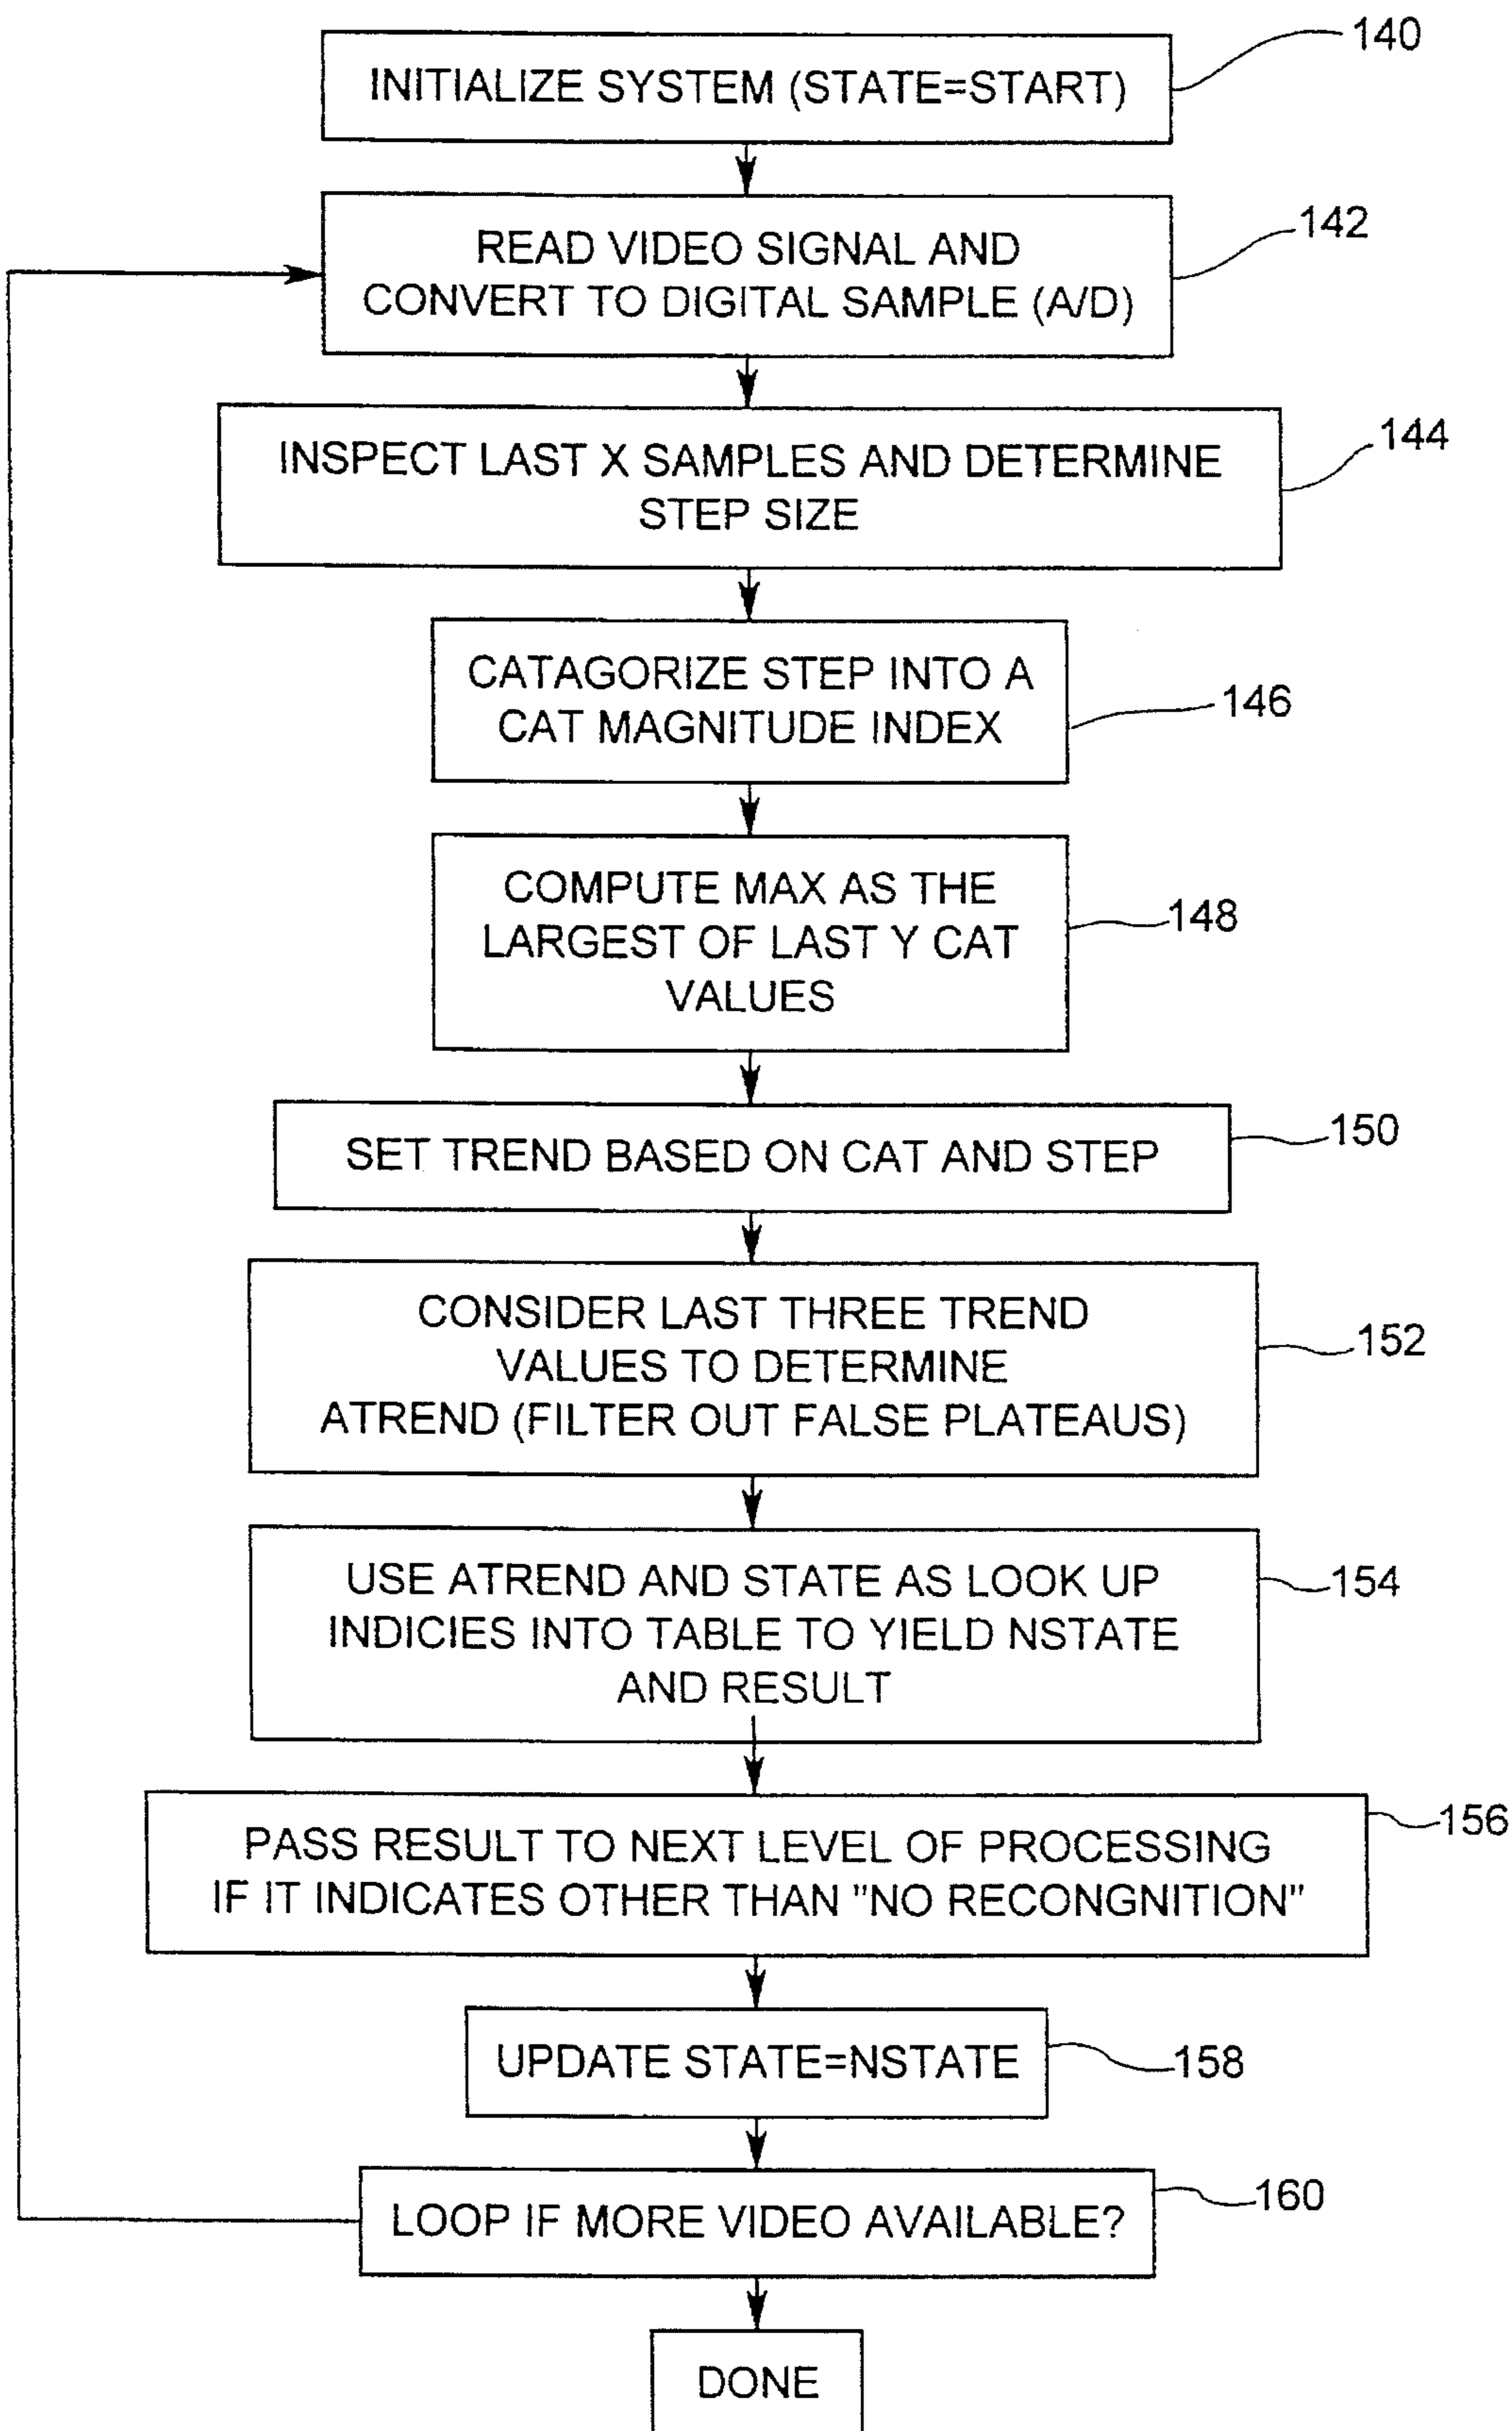 140
INITIALIZE SYSTEM (STATE=START)
142
READ VIDEO SIGNAL AND
CONVERT TO DIGITAL SAMPLE (A/D)
144
INSPECT LAST X SAMPLES AND DETERMINE
STEP SIZE
CATAGORIZE STEP INTO A
CAT MAGNITUDE INDEX
146
COMPUTE MAX AS THE
LARGEST OF LAST Y CAT
VALUES
148
SET TREND BASED ON CAT AND STEP
150
CONSIDER LAST THREE TREND
VALUES TO DETERMINE
ATREND (FILTER OUT FALSE PLATEAUS)
152
USE ATREND AND STATE AS LOOK UP
INDICIES INTO TABLE TO YIELD NSTATE
AND RESULT
154
PASS RESULT TO NEXT LEVEL OF PROCESSING
IF IT INDICATES OTHER THAN "NO RECONGNITION"
156
UPDATE STATE=NSTATE
158
LOOP IF MORE VIDEO AVAILABLE?
160
DONE